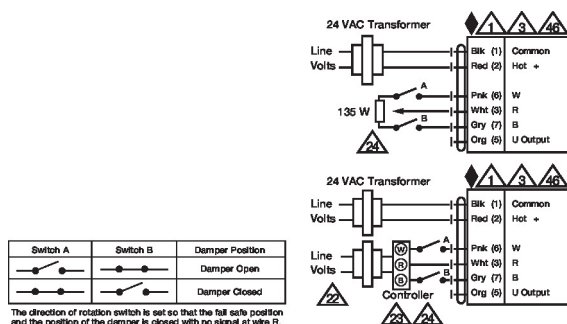 24 VAC Transformer
1 3 46
Line
Volts
Blk (1) Common
Red (2) Hot +
Pnk (6) W
Wht (3) R
Gry (7) B
Org (5) U Output
A
B
135 W
24
24 VAC Transformer
1 3 46
Line
Volts
Blk (1) Common
Red (2) Hot +
Line
Volts
W
R
B
A
B
Pnk (6) W
Wht (3) R
Gry (7) B
Org (5) U Output
Controller
22
23 24
Switch A Switch B Damper Position
Damper Open
Damper Closed
The direction of rotation switch is set so that the fail safe position
and the position of the damper is closed with no signal at wire R.